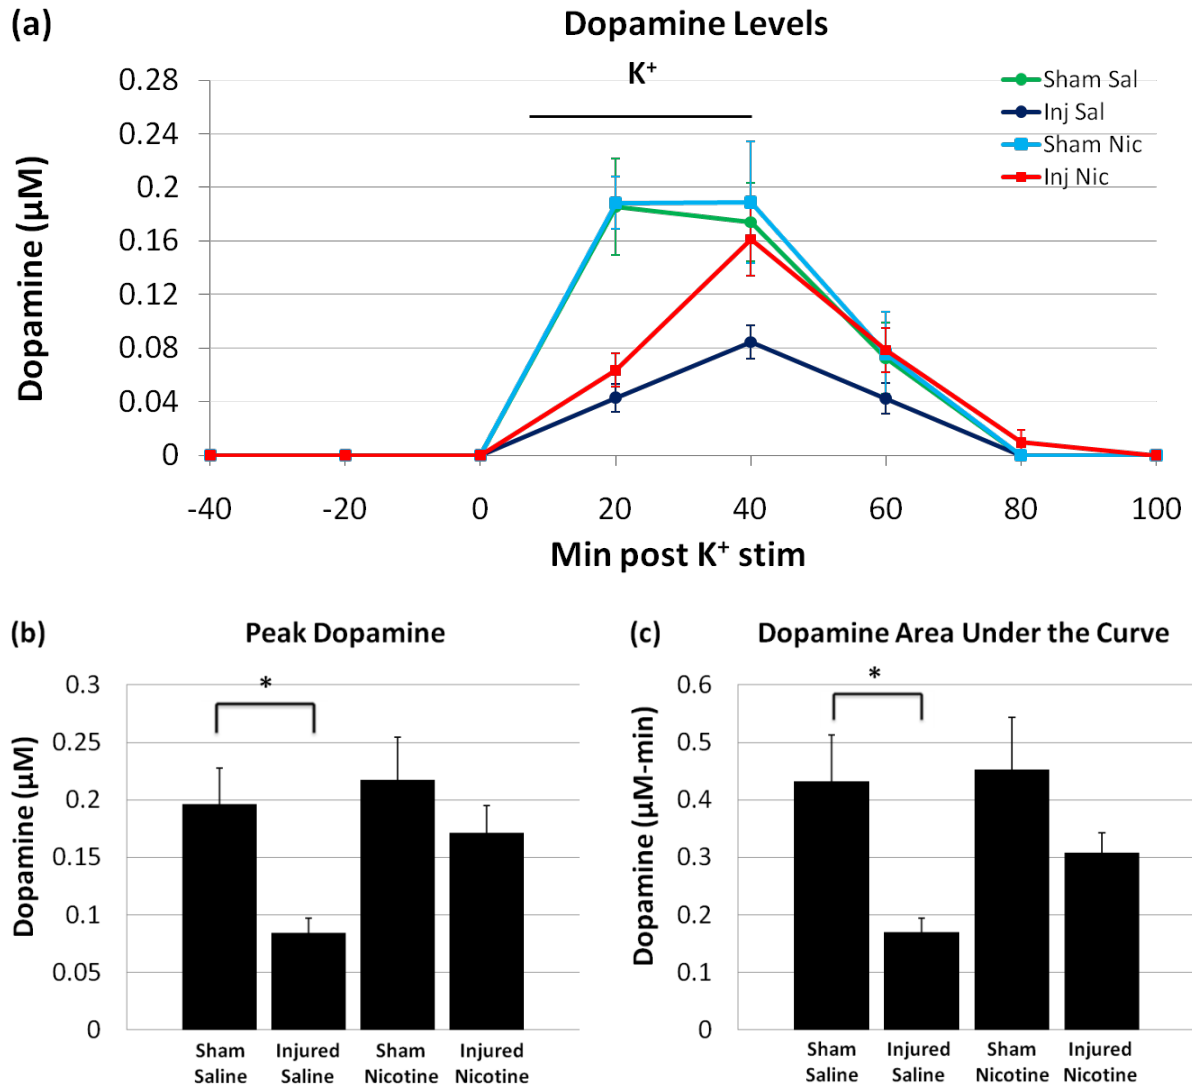 (a)
Dopamine Levels
K⁺
0.28
0.24
0.2
0.16
0.12
0.08
0.04
0
Dopamine (µM)
Sham Sal
Inj Sal
Sham Nic
Inj Nic
-40 -20 0 20 40 60 80 100
Min post K⁺ stim
(b)
Peak Dopamine
0.3
0.25
0.2
0.15
0.1
0.05
0
Dopamine (µM)
*
Sham Injured Sham Injured
Saline Saline Nicotine Nicotine
(c)
Dopamine Area Under the Curve
0.6
0.5
0.4
0.3
0.2
0.1
0
Dopamine (µM-min)
*
Sham Injured Sham Injured
Saline Saline Nicotine Nicotine